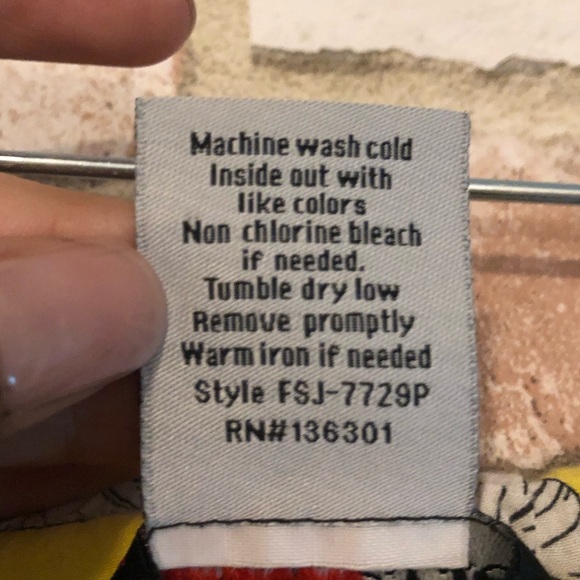 Machine wash cold
Inside out with
like colors
Non chlorine bleach
if needed.
Tumble dry low
Remove promptly
Warm iron if needed
Style FSJ-7729P
RN#136301